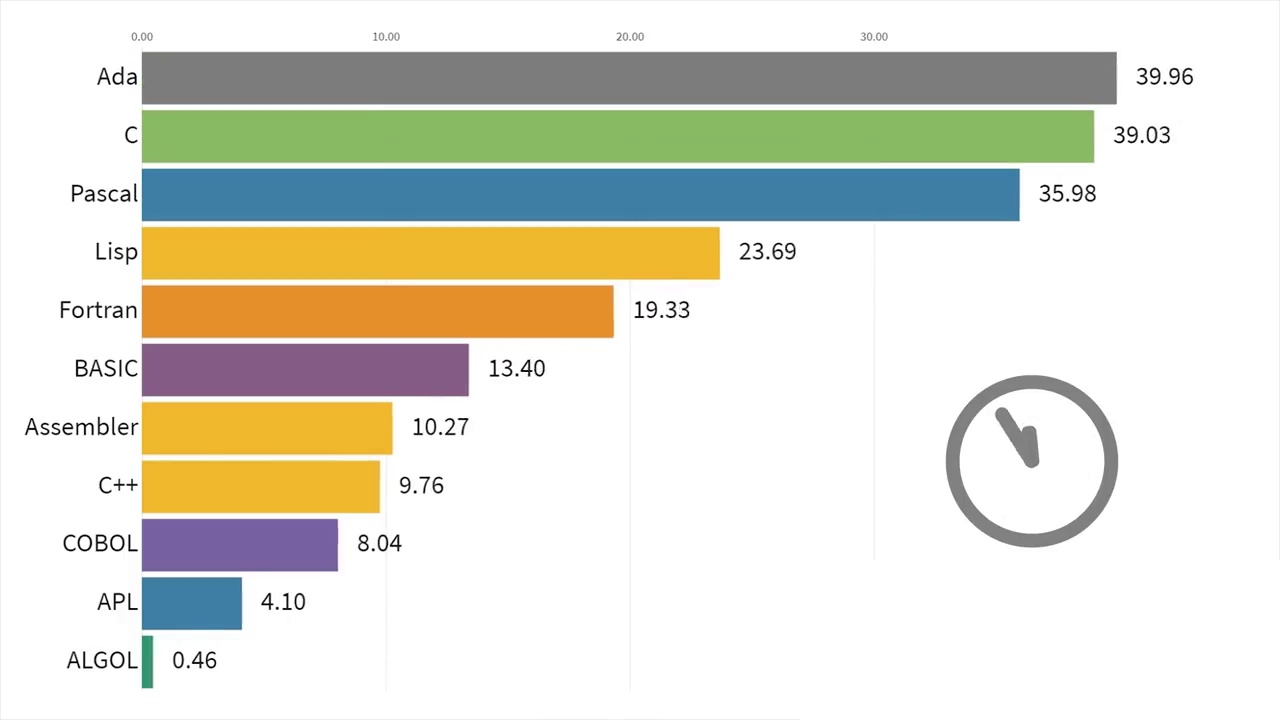 0.00 10.00 20.00 30.00
Ada 39.96
C 39.03
Pascal 35.98
Lisp 23.69
Fortran 19.33
BASIC 13.40
Assembler 10.27
C++ 9.76
COBOL 8.04
APL 4.10
ALGOL 0.46